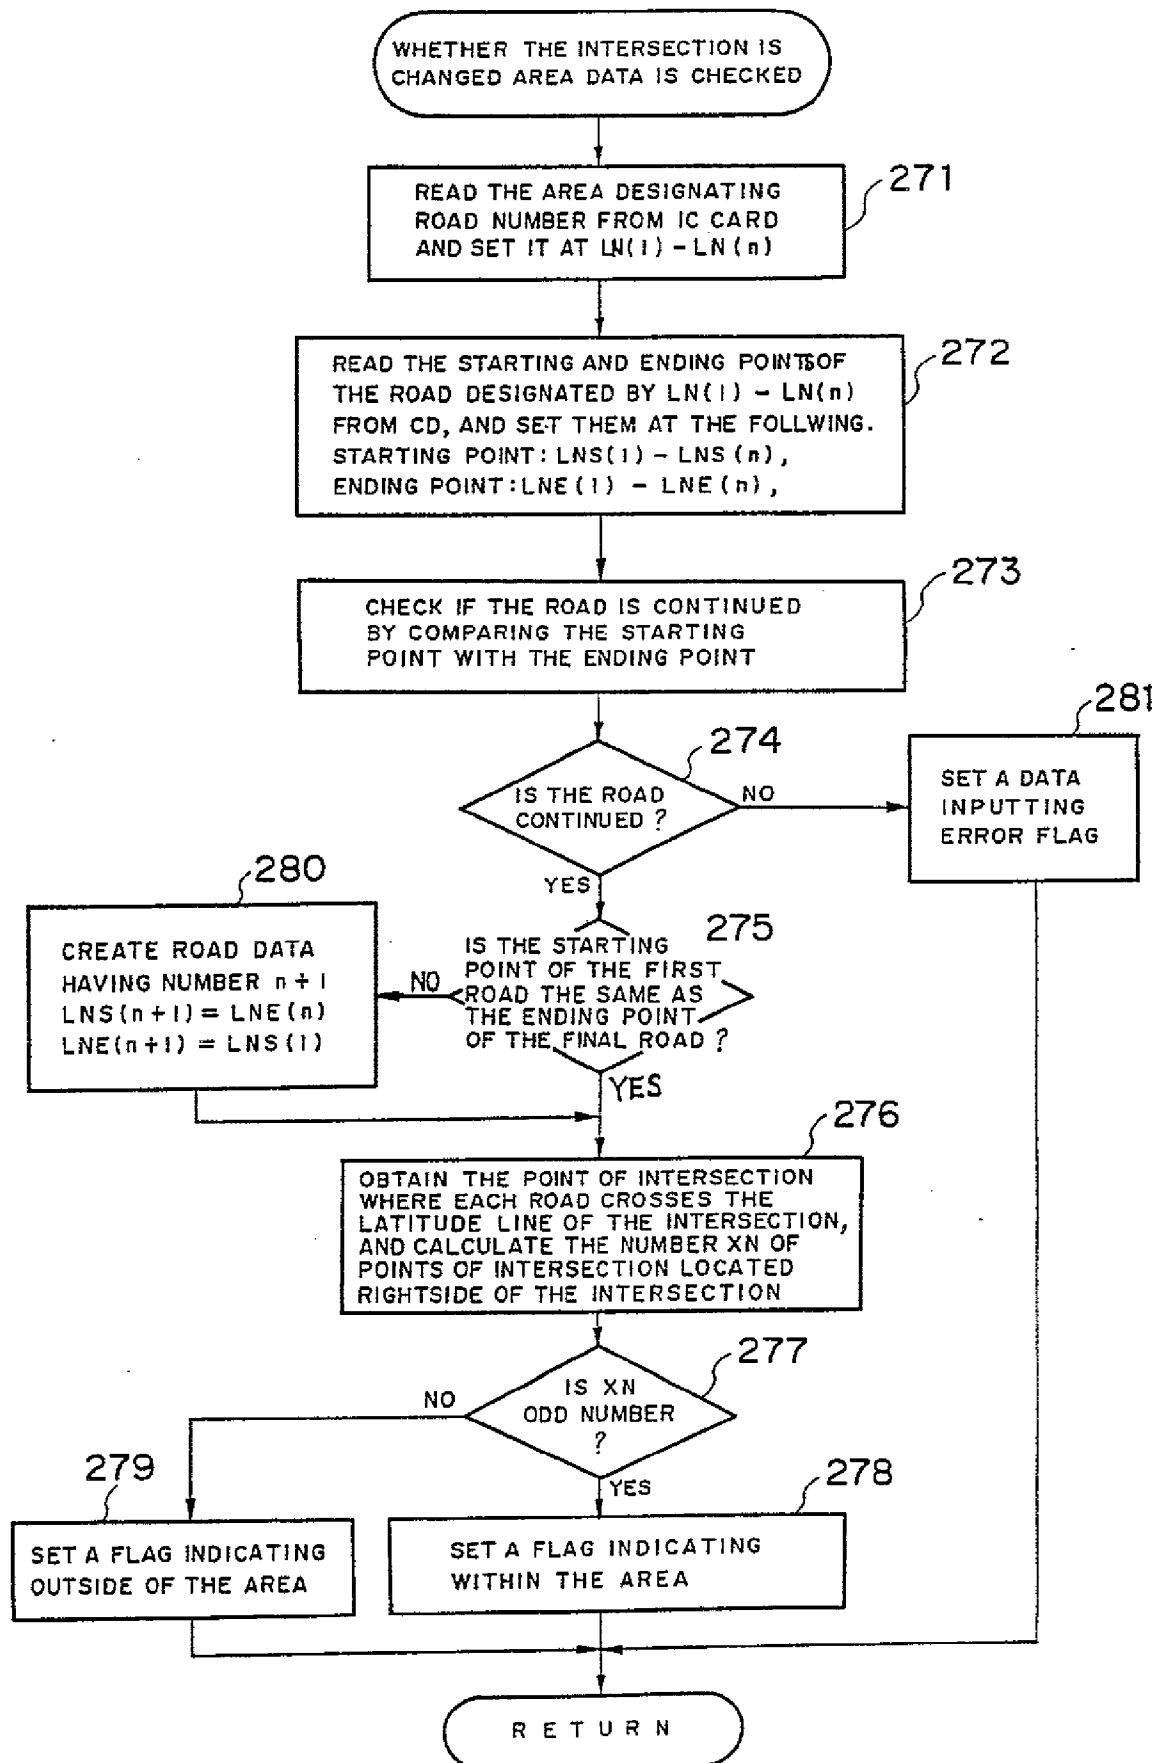 WHETHER THE INTERSECTION IS
CHANGED AREA DATA IS CHECKED
271
READ THE AREA DESIGNATING
ROAD NUMBER FROM IC CARD
AND SET IT AT LN(1)-LN(n)
272
READ THE STARTING AND ENDING POINTS OF
THE ROAD DESIGNATED BY LN(1) - LN(n)
FROM CD, AND SET THEM AT THE FOLLWING.
STARTING POINT: LNS(1) - LNS(n),
ENDING POINT: LNE(1) - LNE(n),
273
CHECK IF THE ROAD IS CONTINUED
BY COMPARING THE STARTING
POINT WITH THE ENDING POINT
274
IS THE ROAD
CONTINUED ?
NO
YES
281
SET A DATA
INPUTTING
ERROR FLAG
280
CREATE ROAD DATA
HAVING NUMBER n+1
LNS(n+1) = LNE(n)
LNE(n+1) = LNS(1)
275
IS THE STARTING
POINT OF THE FIRST
ROAD THE SAME AS
THE ENDING POINT
OF THE FINAL ROAD ?
NO
YES
276
OBTAIN THE POINT OF INTERSECTION
WHERE EACH ROAD CROSSES THE
LATITUDE LINE OF THE INTERSECTION,
AND CALCULATE THE NUMBER XN OF
POINTS OF INTERSECTION LOCATED
RIGHTSIDE OF THE INTERSECTION
277
IS XN
ODD NUMBER
?
NO
YES
279
SET A FLAG INDICATING
OUTSIDE OF THE AREA
278
SET A FLAG INDICATING
WITHIN THE AREA
RETURN